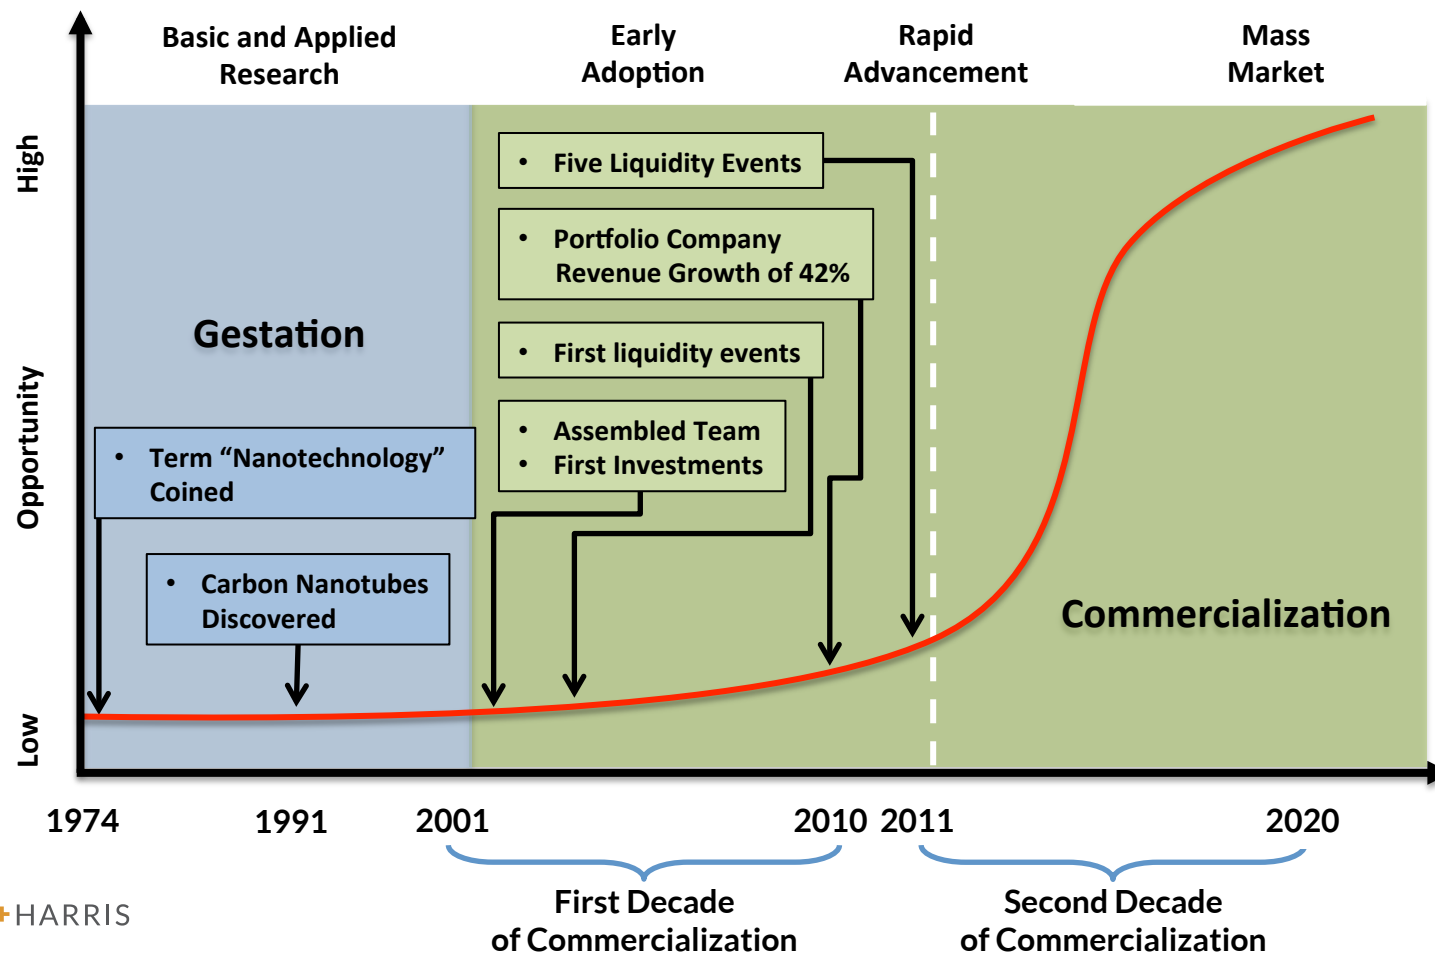 Basic and Applied
Research
Early
Adoption
Rapid
Advancement
Mass
Market
High
Opportunity
Low
Gestation
• Term “Nanotechnology”
Coined
• Carbon Nanotubes
Discovered
• Five Liquidity Events
• Portfolio Company
Revenue Growth of 42%
• First liquidity events
• Assembled Team
• First Investments
Commercialization
1974
1991
2001
2010
2011
2020
First Decade
of Commercialization
Second Decade
of Commercialization
+HARRIS